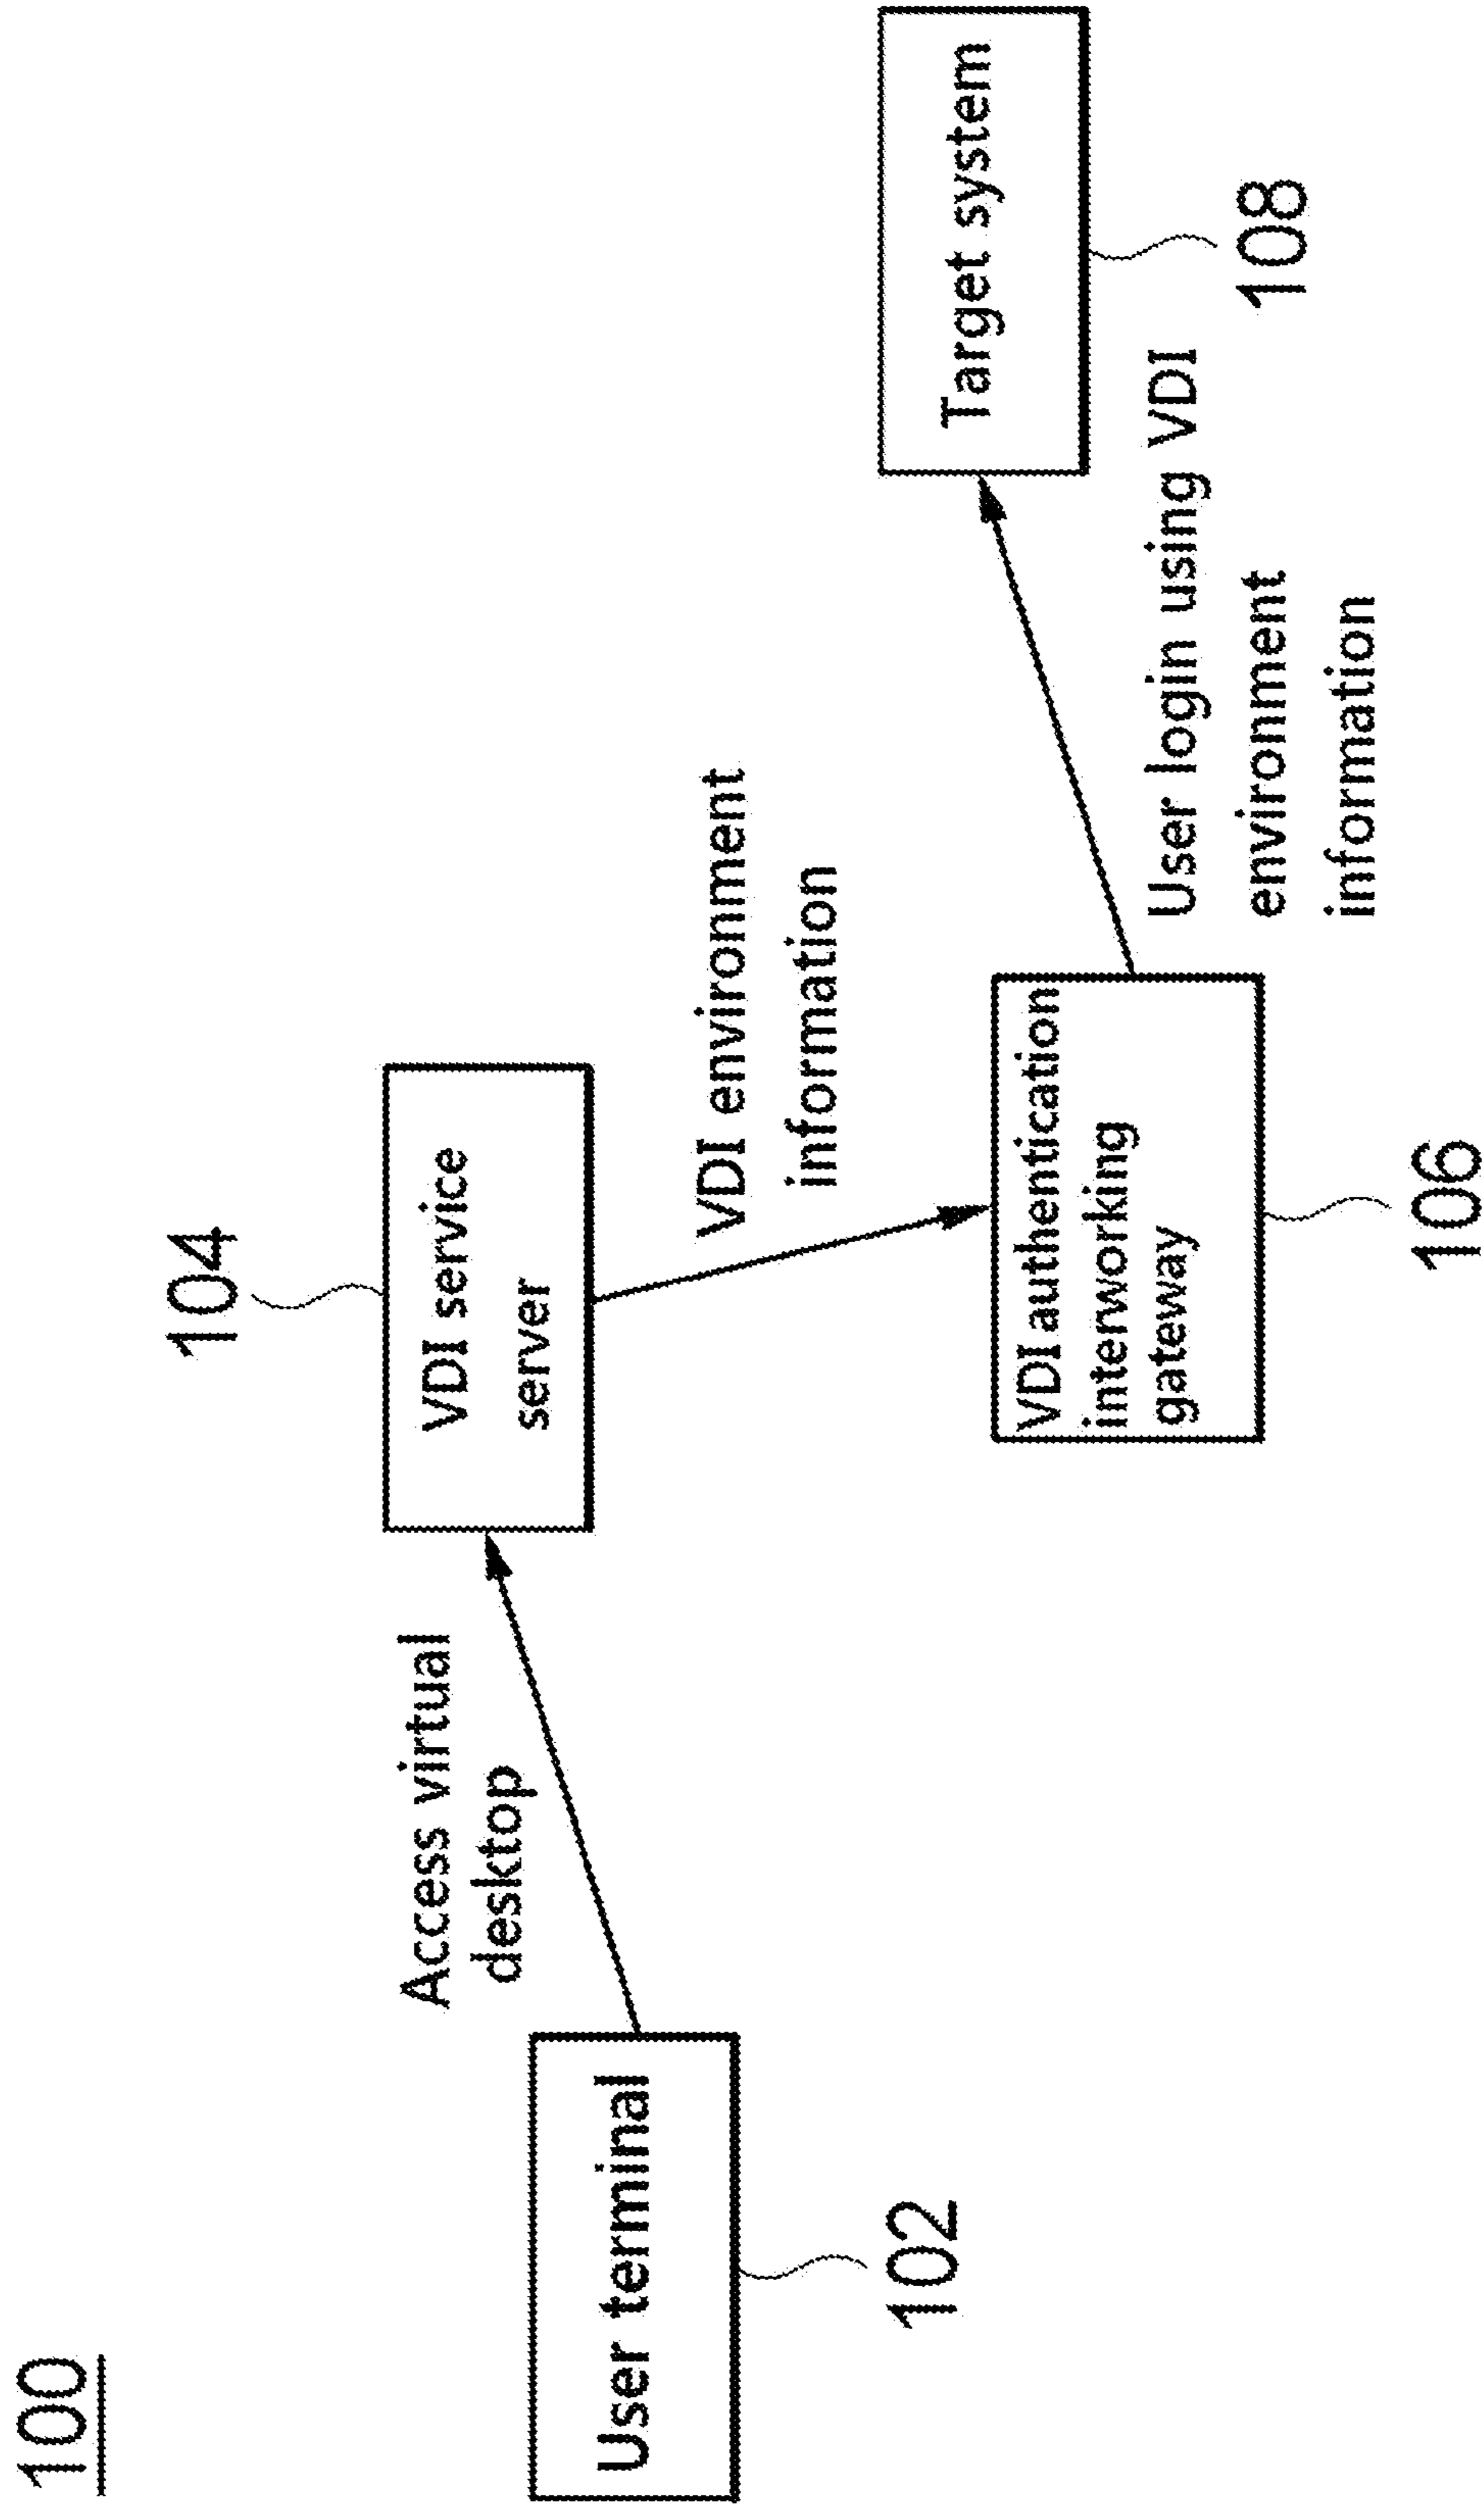 100
104
Access virtual
desktop
VDI service
server
User terminal
102
VDI environment
information
Target system
108
VDI authentication
interworking
gateway
106
User login using VDI
environment
information